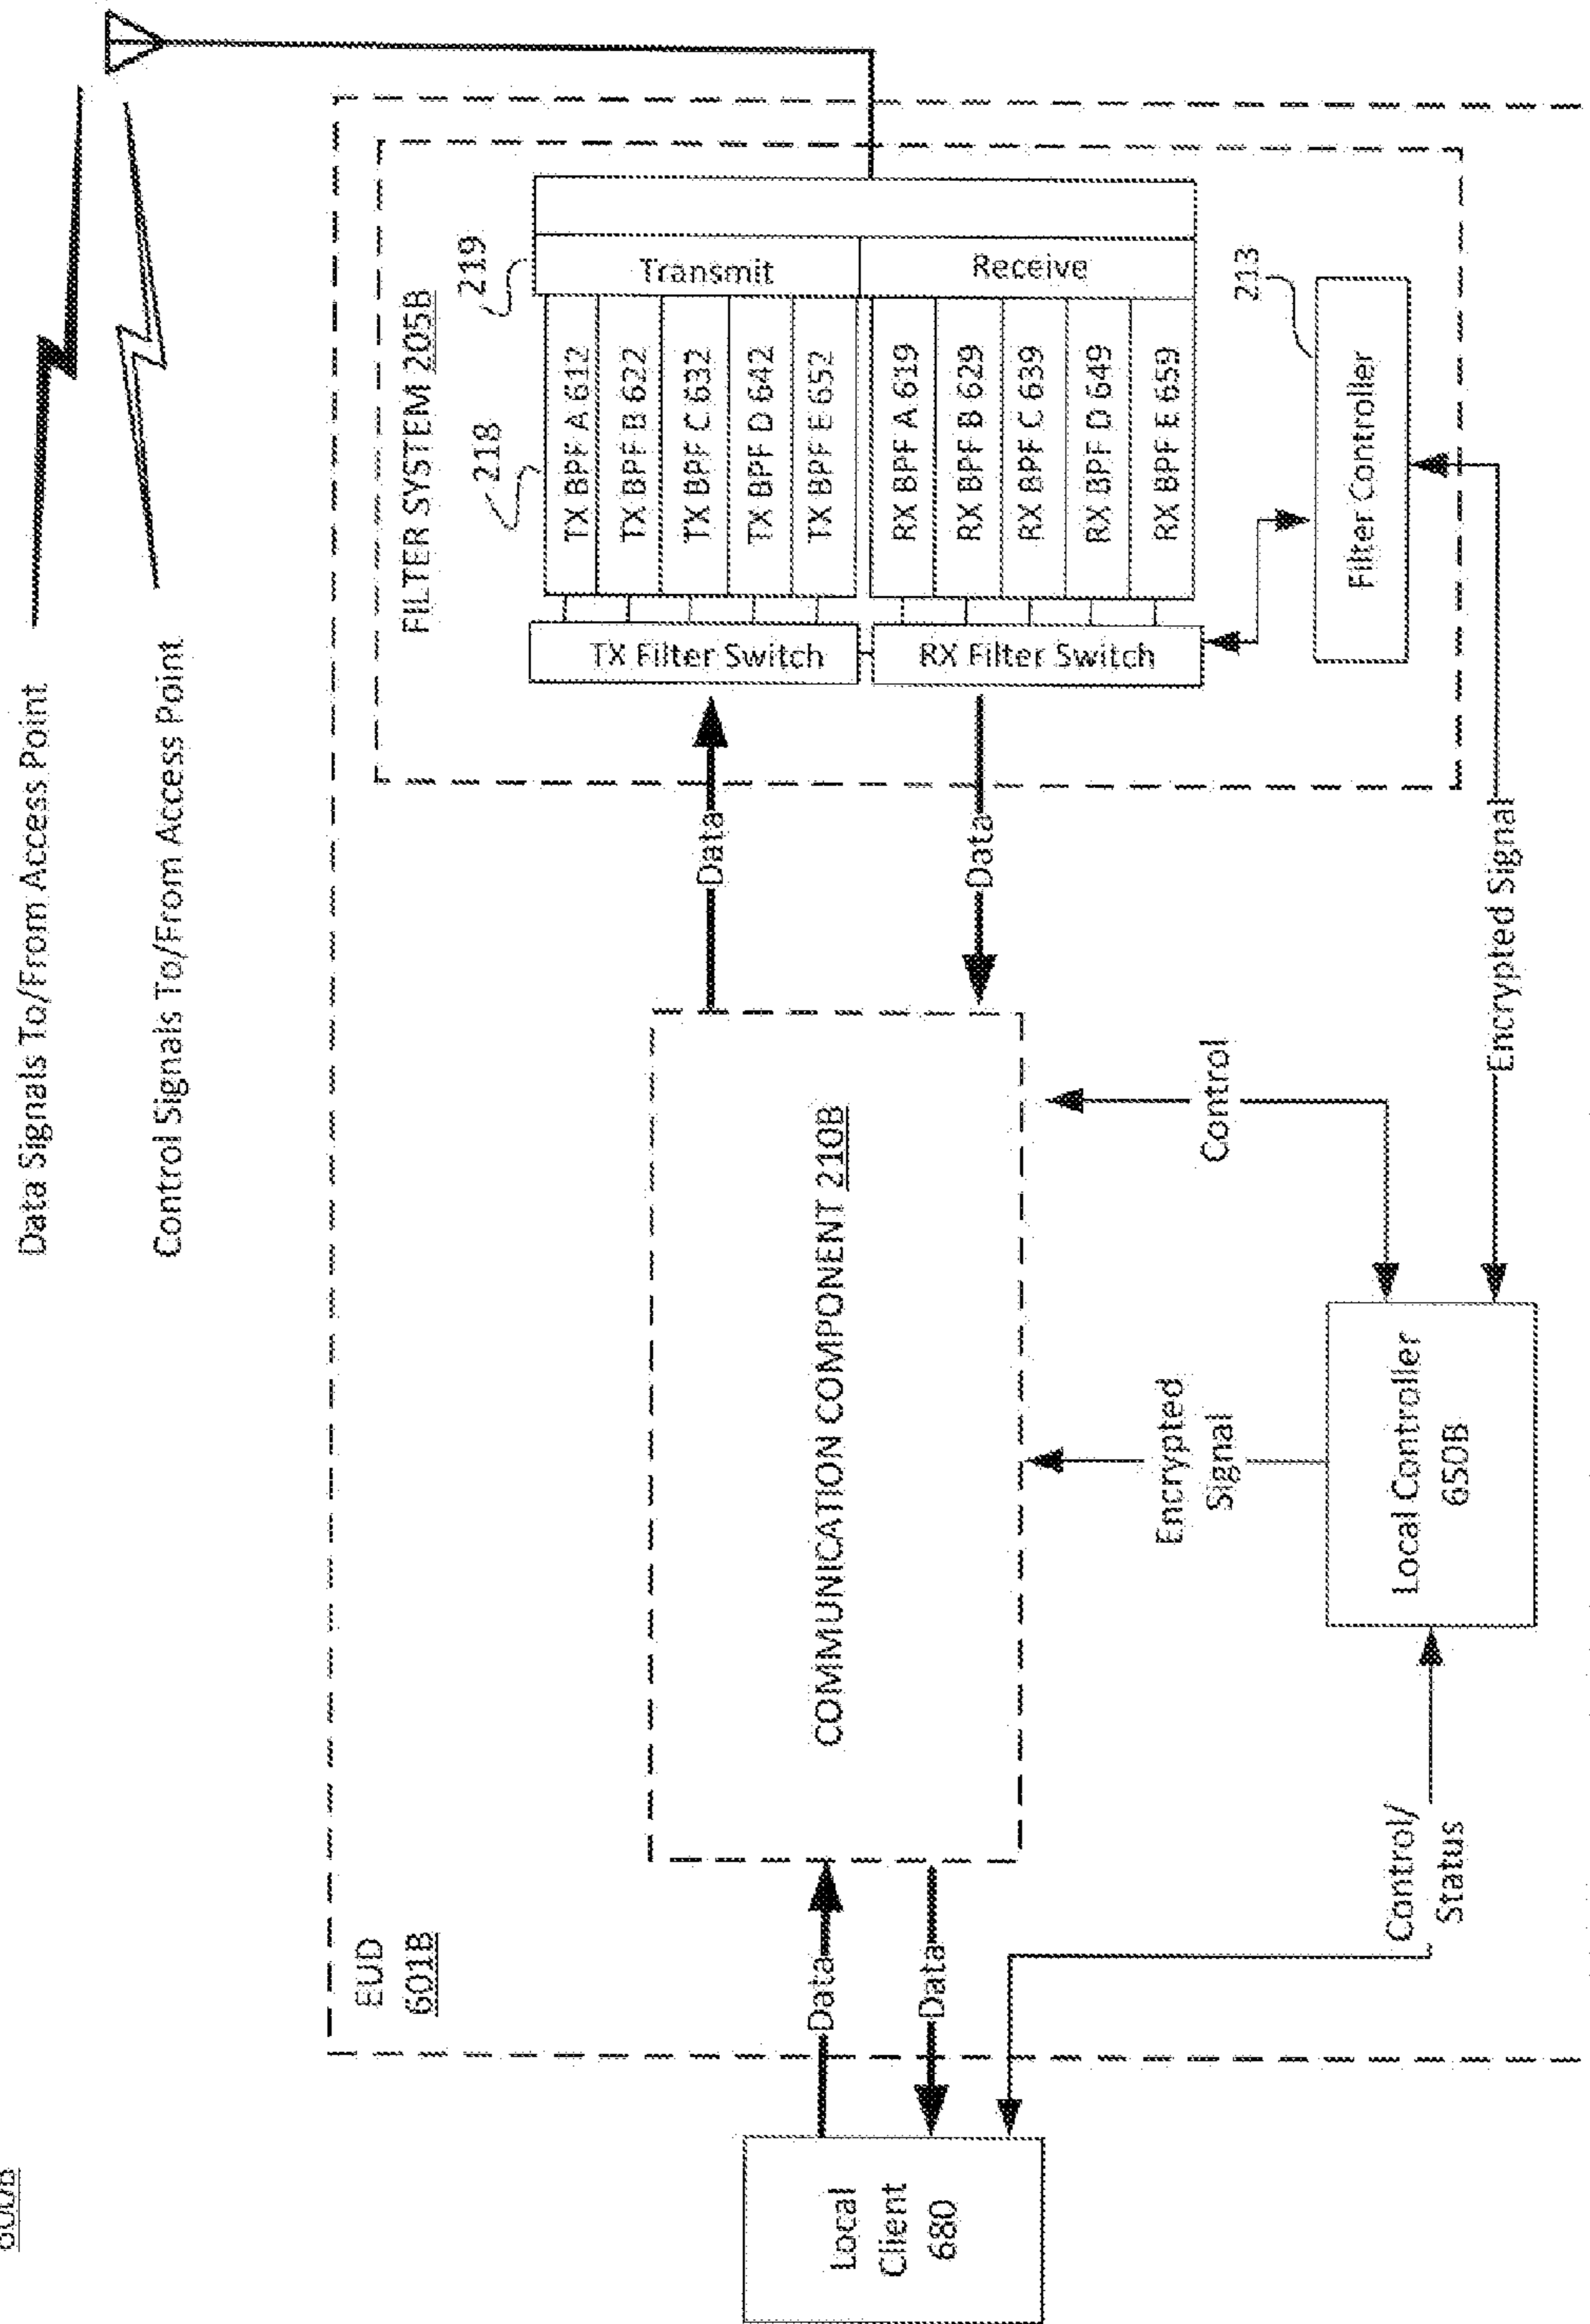 600B
Data Signals To/From Access Point
Control Signals To/From Access Point
EUD
601B
FILTER SYSTEM 205B
218
219
TX BPF A 612
TX BPF B 622
TX BPF C 632
TX BPF D 642
TX BPF E 652
Transmit
RX BPF A 619
RX BPF B 629
RX BPF C 639
RX BPF D 649
RX BPF E 659
Receive
TX Filter Switch
RX Filter Switch
213
Filter Controller
Data
Data
COMMUNICATION COMPONENT 210B
Data
Data
Local
Client
680
Control/
Status
Encrypted
Signal
Control
Local Controller
650B
Encrypted Signal